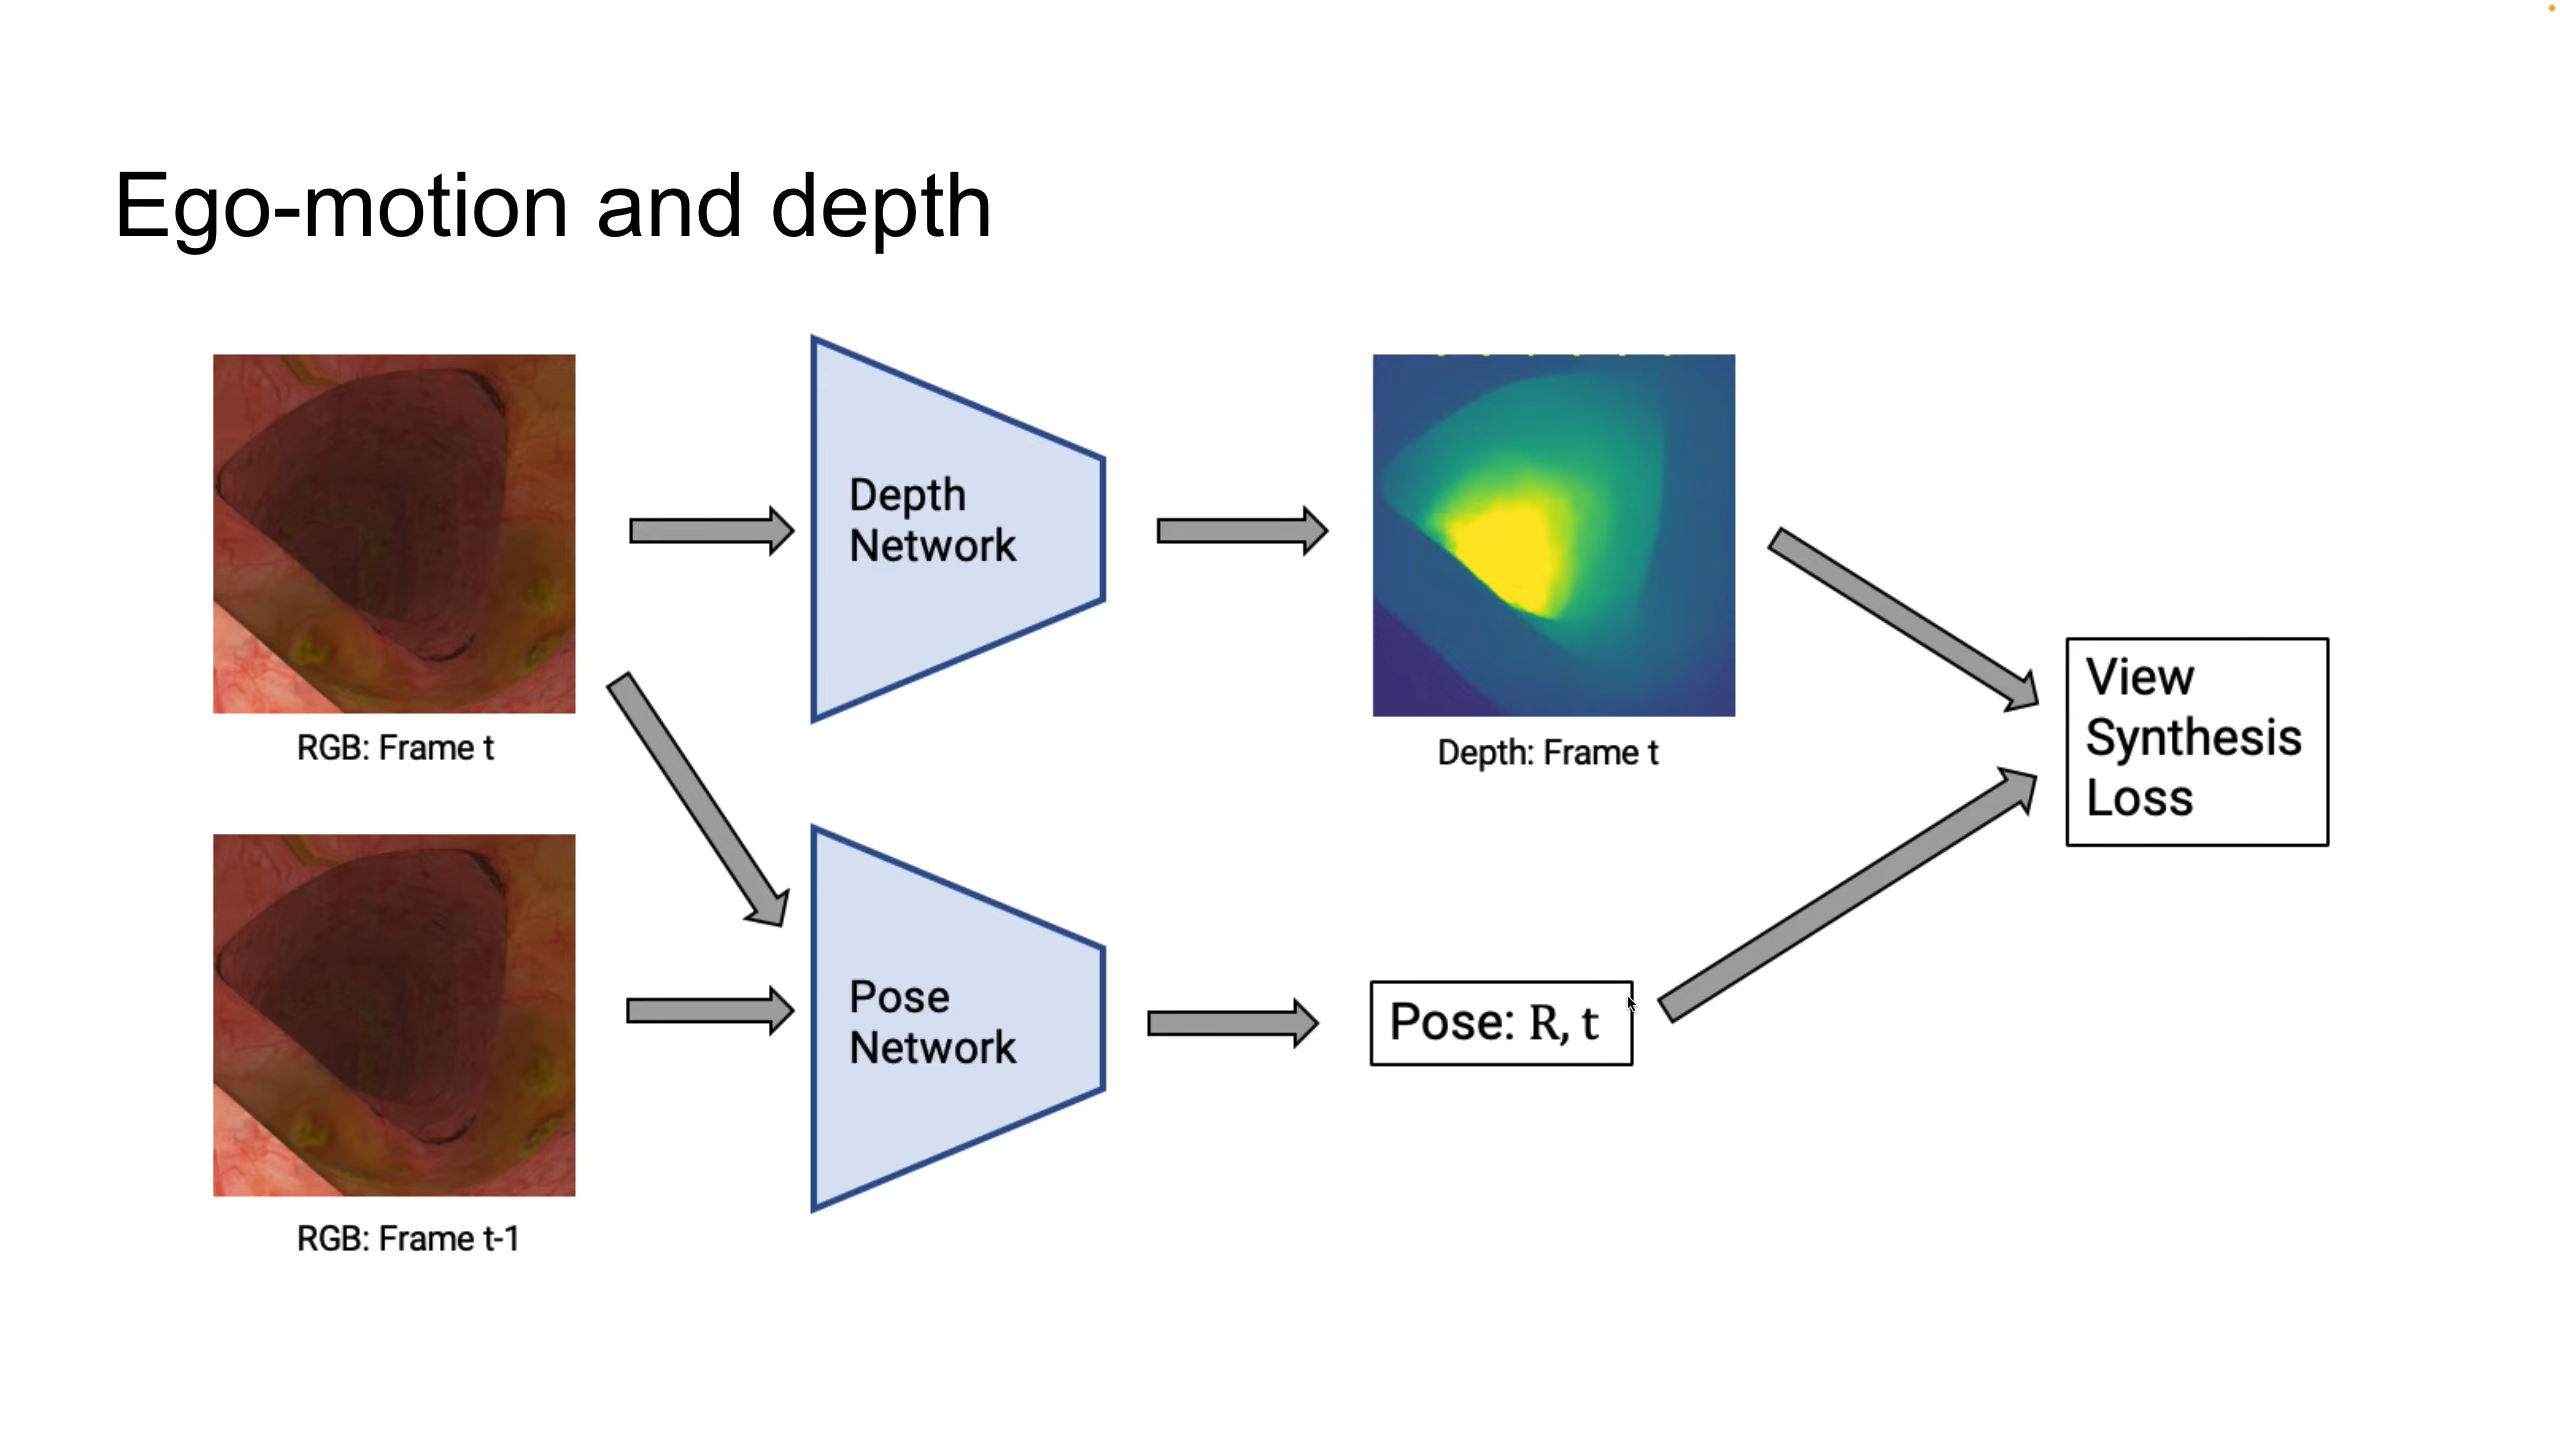 Ego-motion and depth
Depth
Network
RGB: Frame t
Depth: Frame t
View
Synthesis
Loss
Pose
Network
Pose: R, t
RGB: Frame t-1